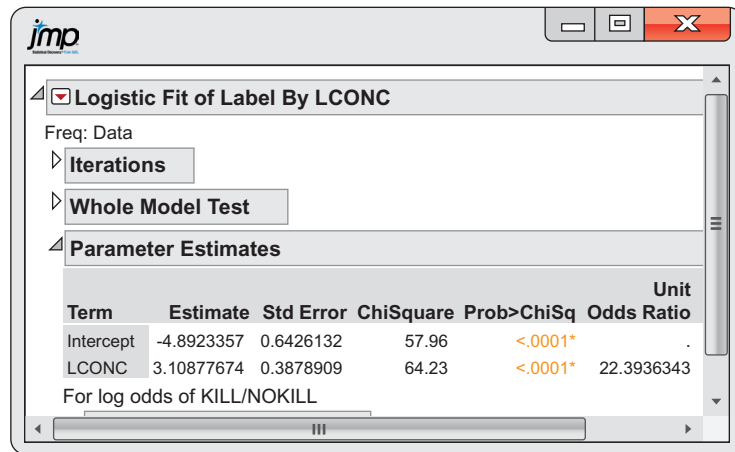 jmp
Logistic Fit of Label By LCONC
Freq: Data
Iterations
Whole Model Test
Parameter Estimates
Term Estimate Std Error ChiSquare Prob>ChiSq Unit Odds Ratio
Intercept -4.8923357 0.6426132 57.96 <.0001* .
LCONC 3.10877674 0.3878909 64.23 <.0001* 22.3936343
For log odds of KILL/NOKILL